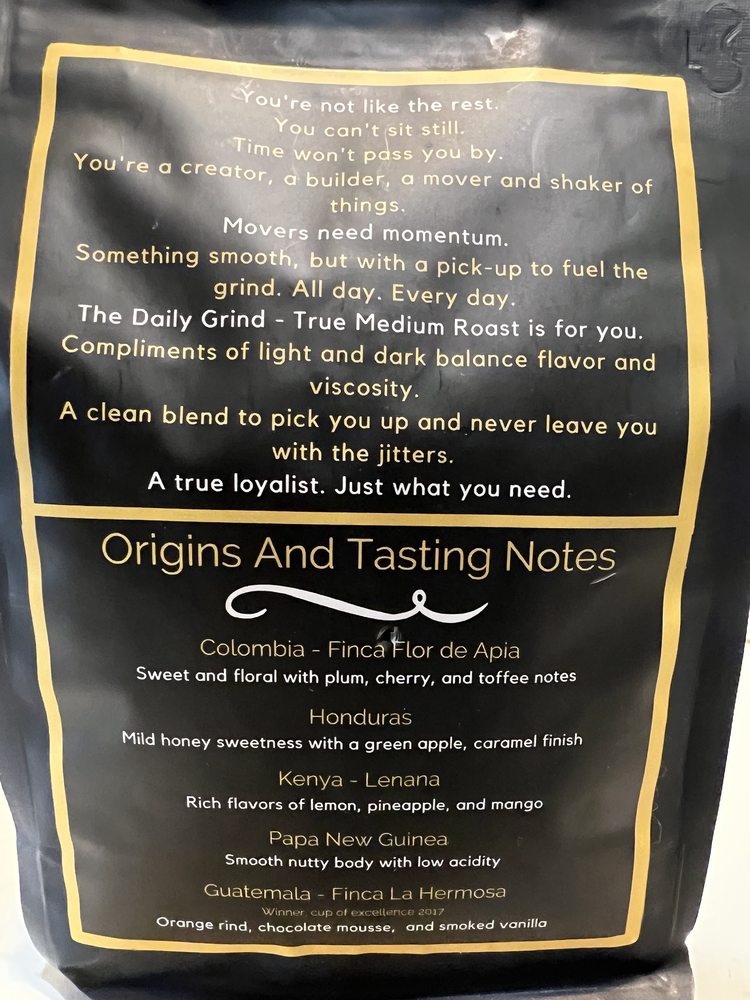 You're not like the rest.
You can't sit still.
Time won't pass you by.
You're a creator, a builder, a mover and shaker of
things.
Movers need momentum.
Something smooth, but with a pick-up to fuel the
grind. All day. Every day.
The Daily Grind - True Medium Roast is for you.
Compliments of light and dark balance flavor and
viscosity.
A clean blend to pick you up and never leave you
with the jitters.
A true loyalist. Just what you need.
Origins And Tasting Notes
Colombia - Finca Flor de Apia
Sweet and floral with plum, cherry, and toffee notes
Honduras
Mild honey sweetness with a green apple, caramel finish
Kenya - Lenana
Rich flavors of lemon, pineapple, and mango
Papa New Guinea
Smooth nutty body with low acidity
Guatemala - Finca La Hermosa
Winner, cup of excellence 2017
Orange rind, chocolate mousse, and smoked vanilla